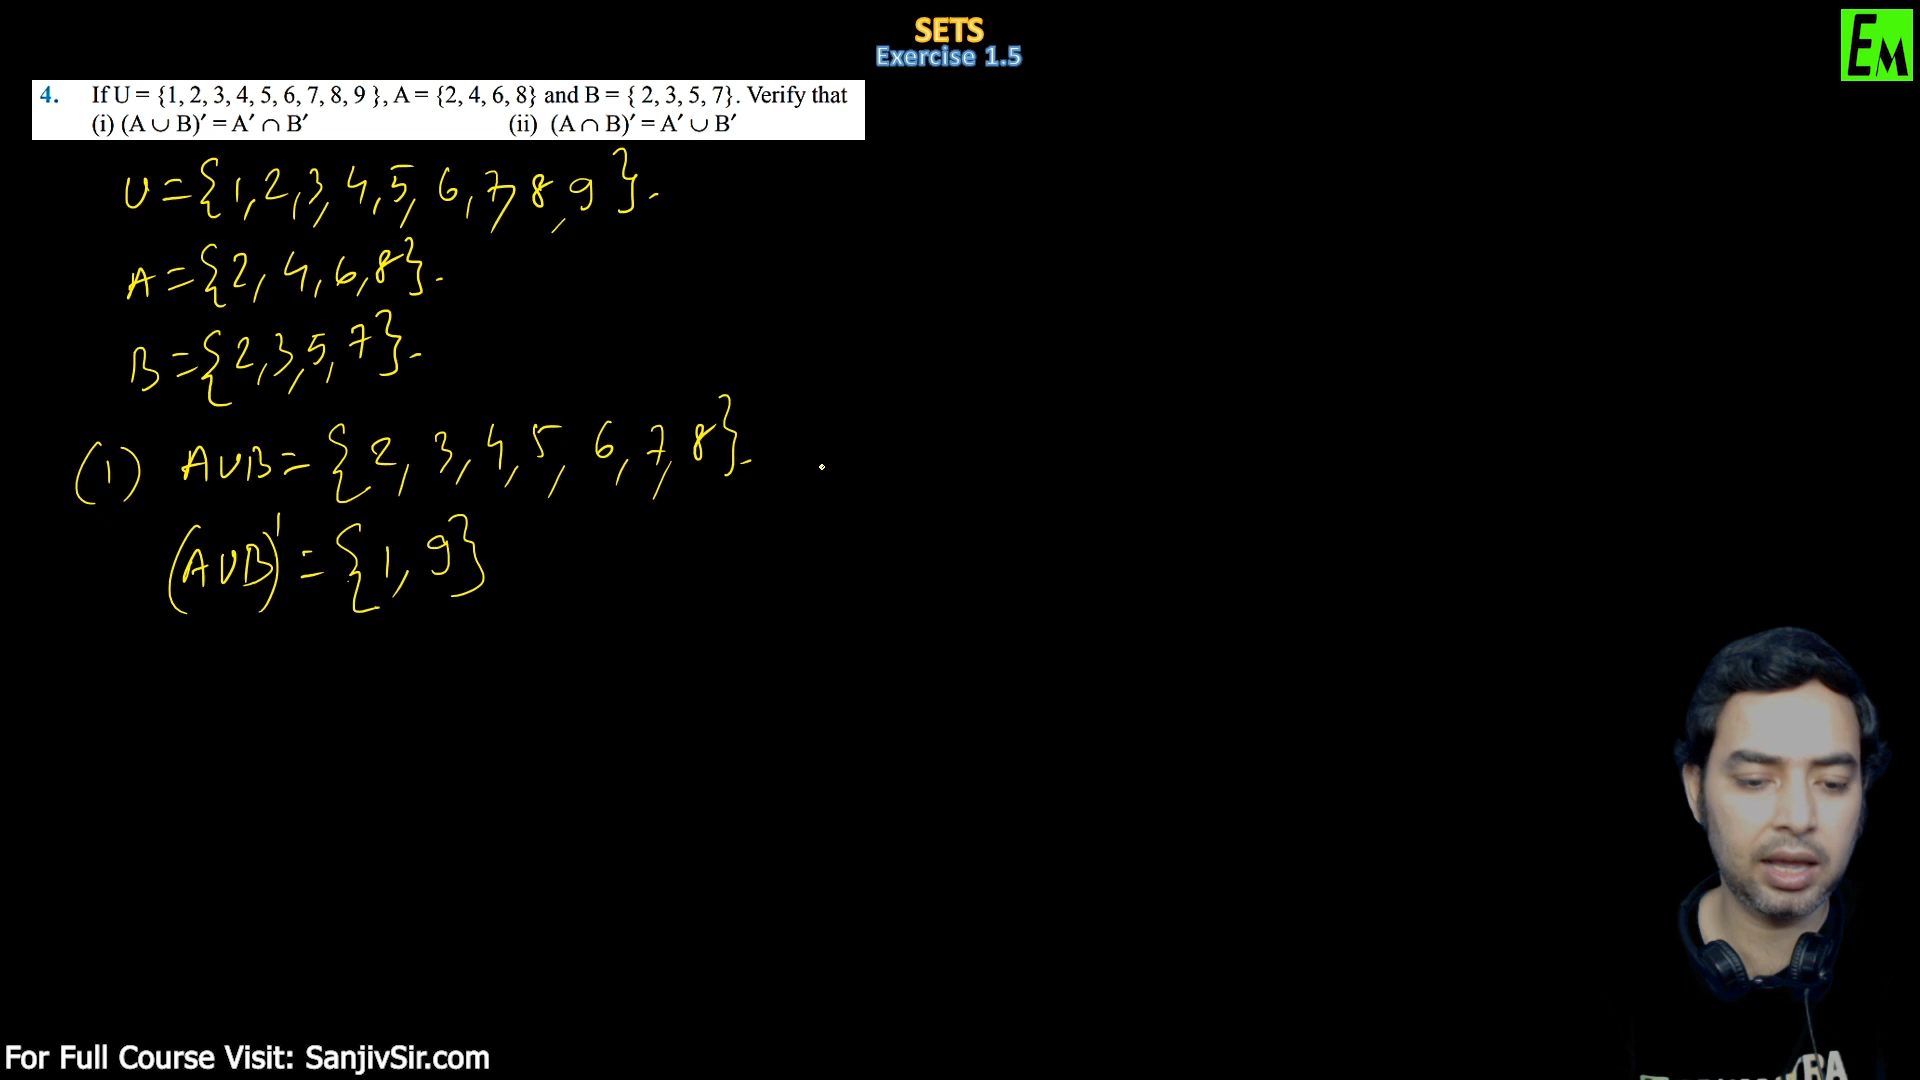 SETS
Exercise 1.5
EM
4. If U = {1, 2, 3, 4, 5, 6, 7, 8, 9 }, A = {2, 4, 6, 8} and B = { 2, 3, 5, 7}. Verify that
(i) (A ∪ B)′ = A′ ∩ B′ (ii) (A ∩ B)′ = A′ ∪ B′
U = {1, 2, 3, 4, 5, 6, 7, 8, 9}.
A = {2, 4, 6, 8}.
B = {2, 3, 5, 7}.
(1) A∪B = {2, 3, 4, 5, 6, 7, 8}.
(A∪B)' = {1, 9}
For Full Course Visit: SanjivSir.com